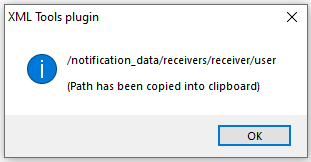 XML Tools plugin
/notification_data/receivers/receiver/user
(Path has been copied into clipboard)
OK